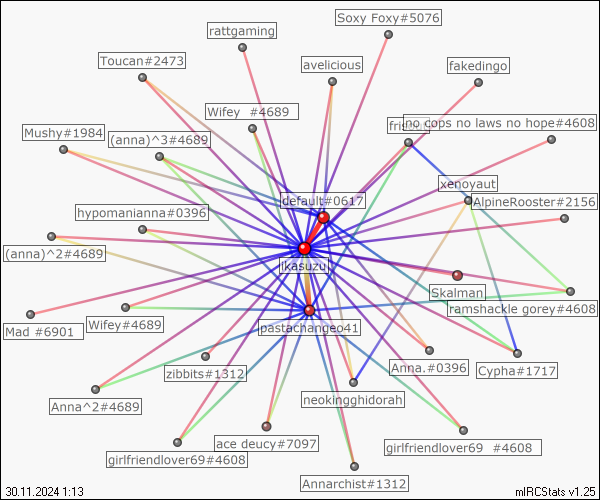 Soxy Foxy#5076
rattgaming
Toucan#2473
avelicious
fakedingo
Wifey #4689
no cops no laws no hope#4608
Mushy#1984
(anna)^3#4689
xenoyaut
default#0617
AlpineRooster#2156
hypomanianna#0396
(anna)^2#4689
ikasuzu
Skalman
ramshackle gorey#4608
Mad #6901
Wifey#4689
pastachangeo41
zibbits#1312
Anna.#0396
Cypha#1717
Anna^2#4689
neokingghidorah
ace deucy#7097
girlfriendlover69 #4608
girlfriendlover69#4608
Annarchist#1312
30.11.2024 1:13
mIRCStats v1.25